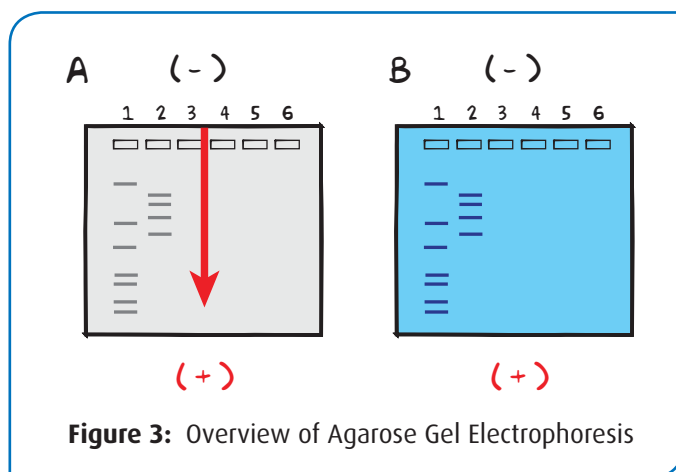 A (-) B (-)
1 2 3 4 5 6 1 2 3 4 5 6
(+) (+)
Figure 3: Overview of Agarose Gel Electrophoresis